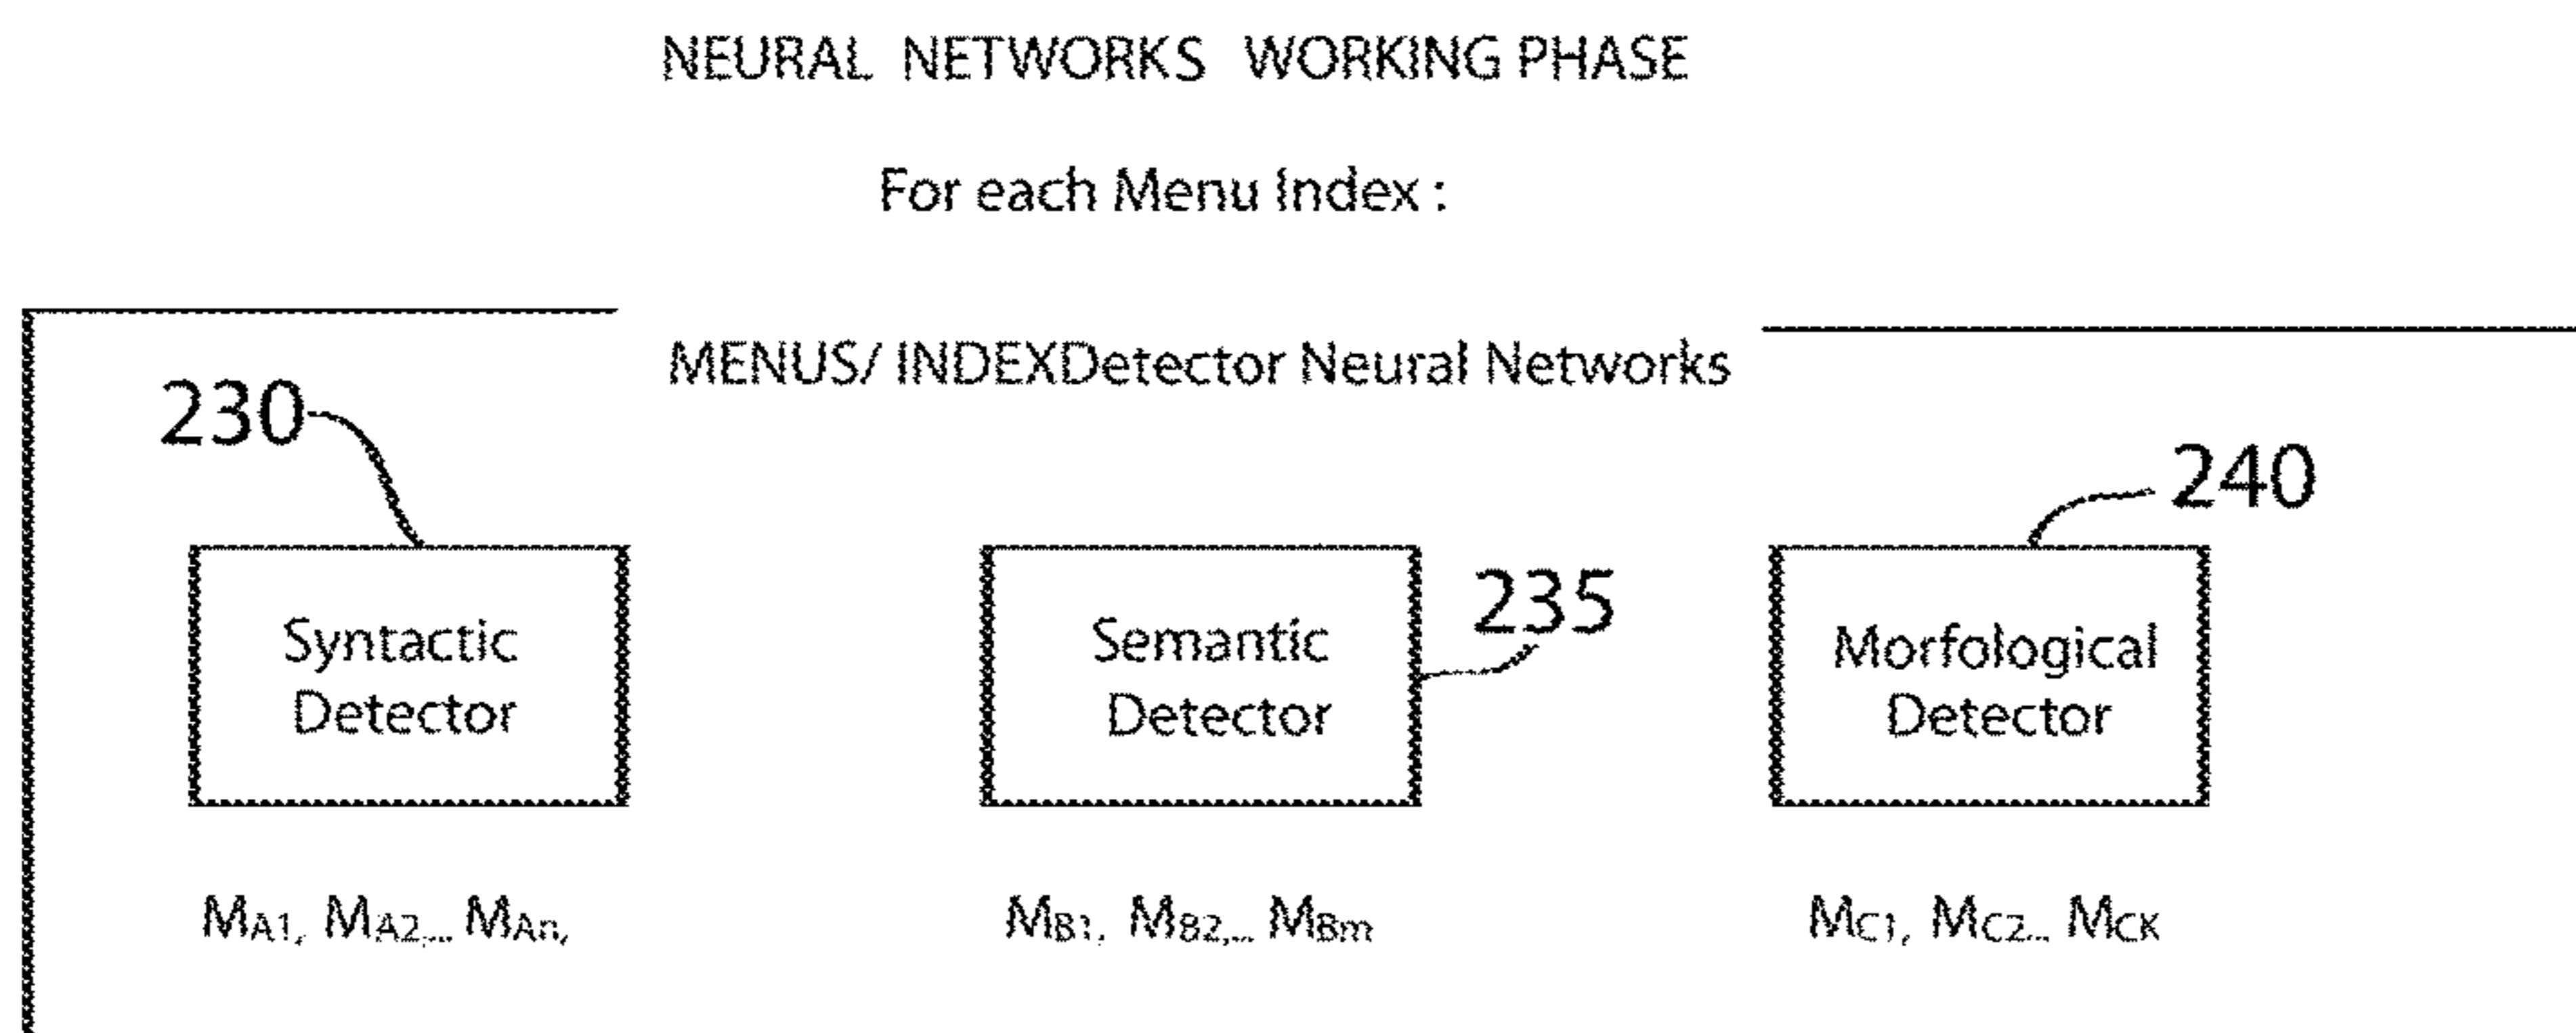 NEURAL NETWORKS WORKING PHASE
For each Menu Index :
MENUS/ INDEXDetector Neural Networks
230
240
235
Syntactic
Detector
Semantic
Detector
Morfological
Detector
MA1, MA2,... MAn,
MB1, MB2,... MBm
MC1, MC2... MCK